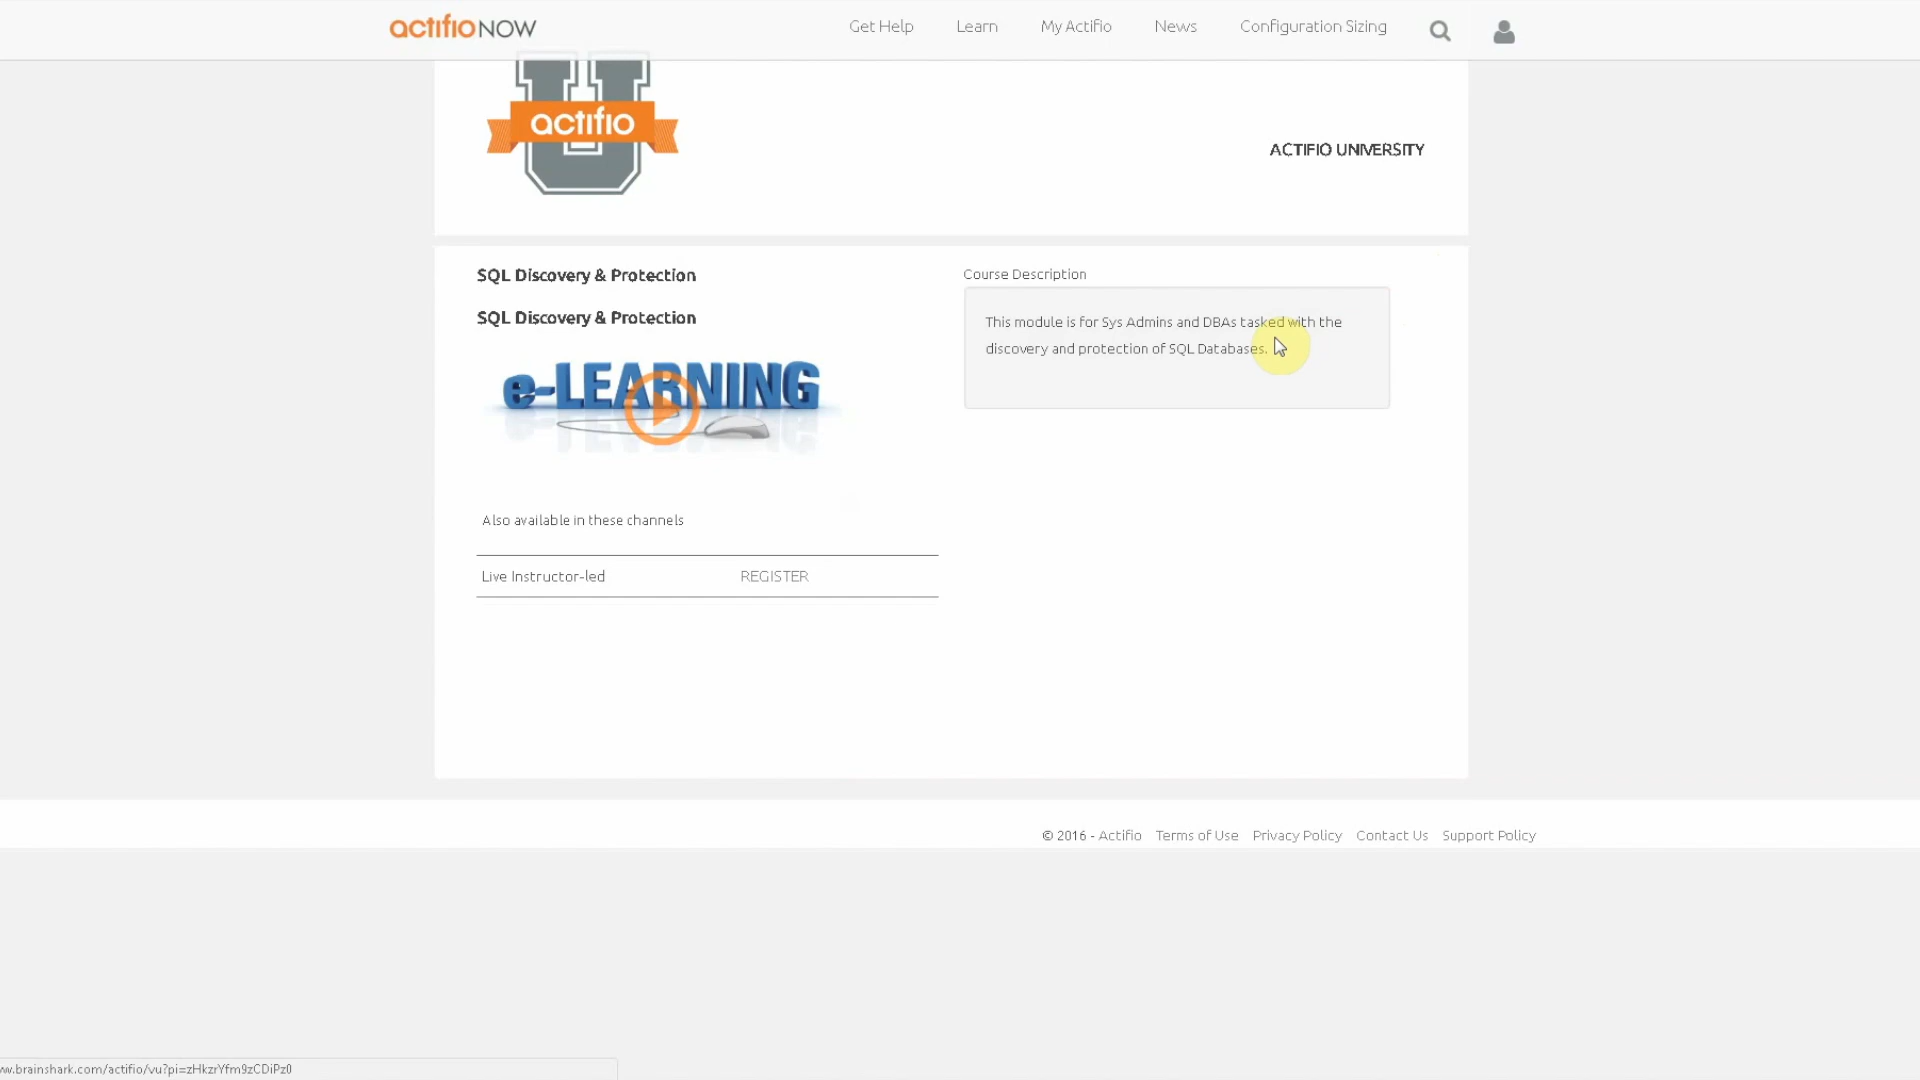 actifio NOW
Get Help
Learn
My Actifio
News
Configuration Sizing
actifio
ACTIFIO UNIVERSITY
SQL Discovery & Protection
SQL Discovery & Protection
e-LEARNING
Also available in these channels
Live Instructor-led REGISTER
Course Description
This module is for Sys Admins and DBAs tasked with the
discovery and protection of SQL Databases.
© 2016 - Actifio Terms of Use Privacy Policy Contact Us Support Policy
w.brainshark.com/actifio/vu?pi=zHkzrYfm9zCDiPz0